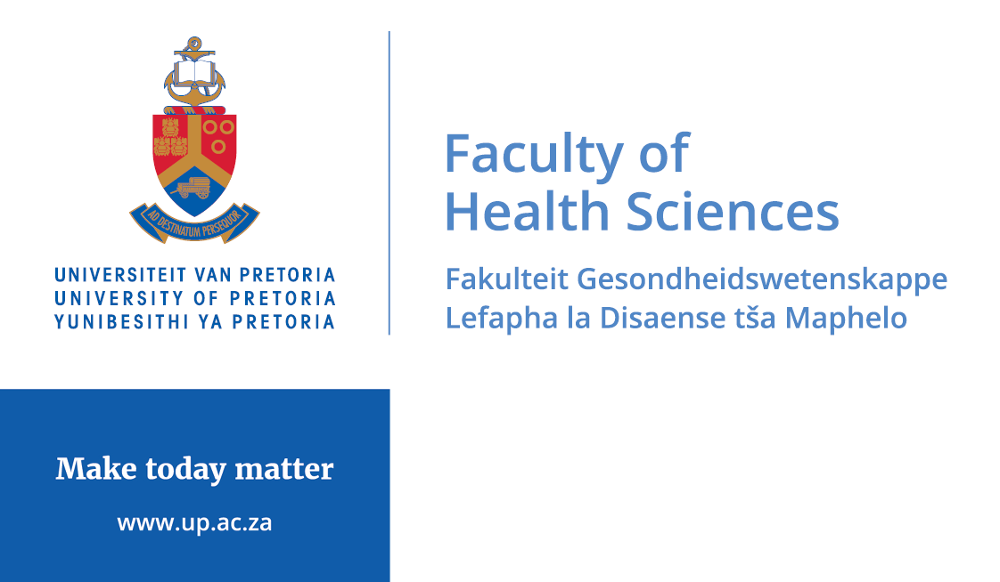 AD DESTINATUM PERSEQUOR
UNIVERSITEIT VAN PRETORIA
UNIVERSITY OF PRETORIA
YUNIBESITHI YA PRETORIA
Faculty of
Health Sciences
Fakulteit Gesondheidswetenskappe
Lefapha la Disaense tša Maphelo
Make today matter
www.up.ac.za